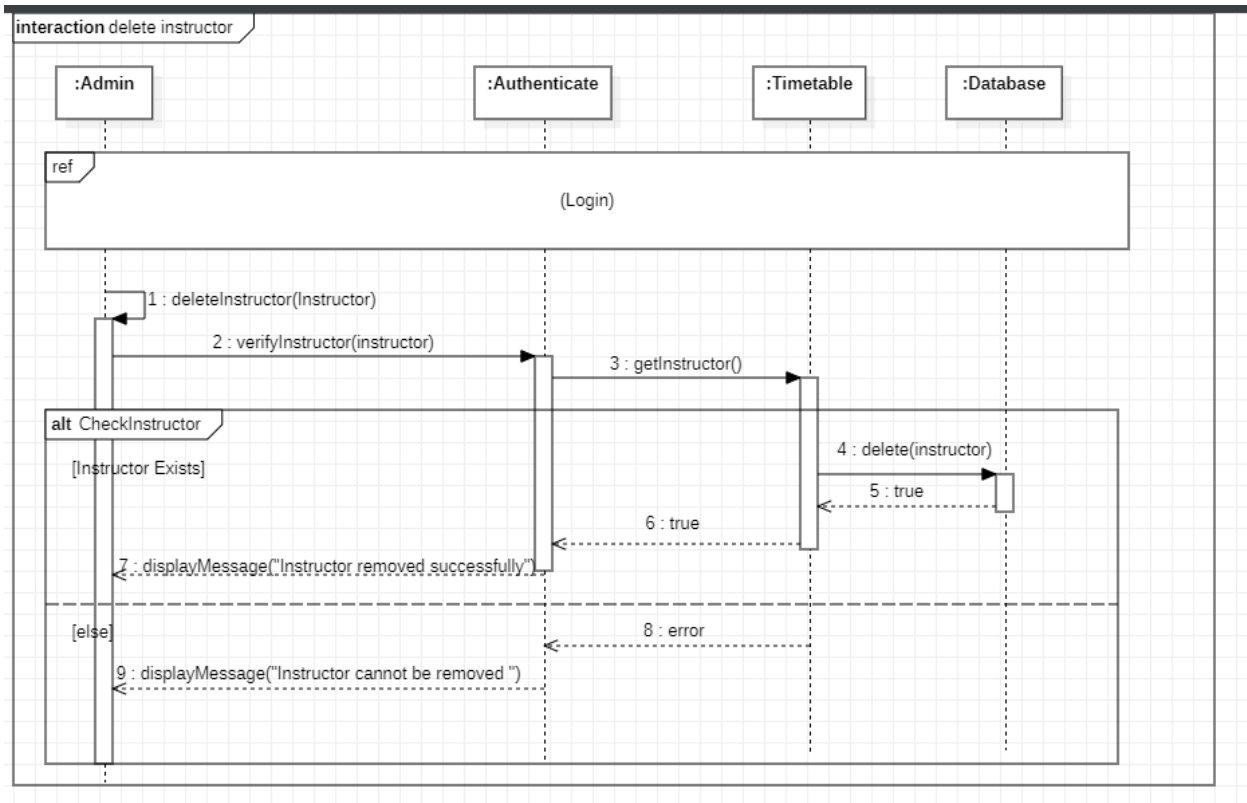 interaction delete instructor
:Admin
:Authenticate
:Timetable
:Database
ref
(Login)
1 : deleteInstructor(Instructor)
2 : verifyInstructor(instructor)
3 : getInstructor()
alt CheckInstructor
[Instructor Exists]
4 : delete(instructor)
5 : true
6 : true
7 : displayMessage("Instructor removed successfully")
[else]
8 : error
9 : displayMessage("Instructor cannot be removed ")